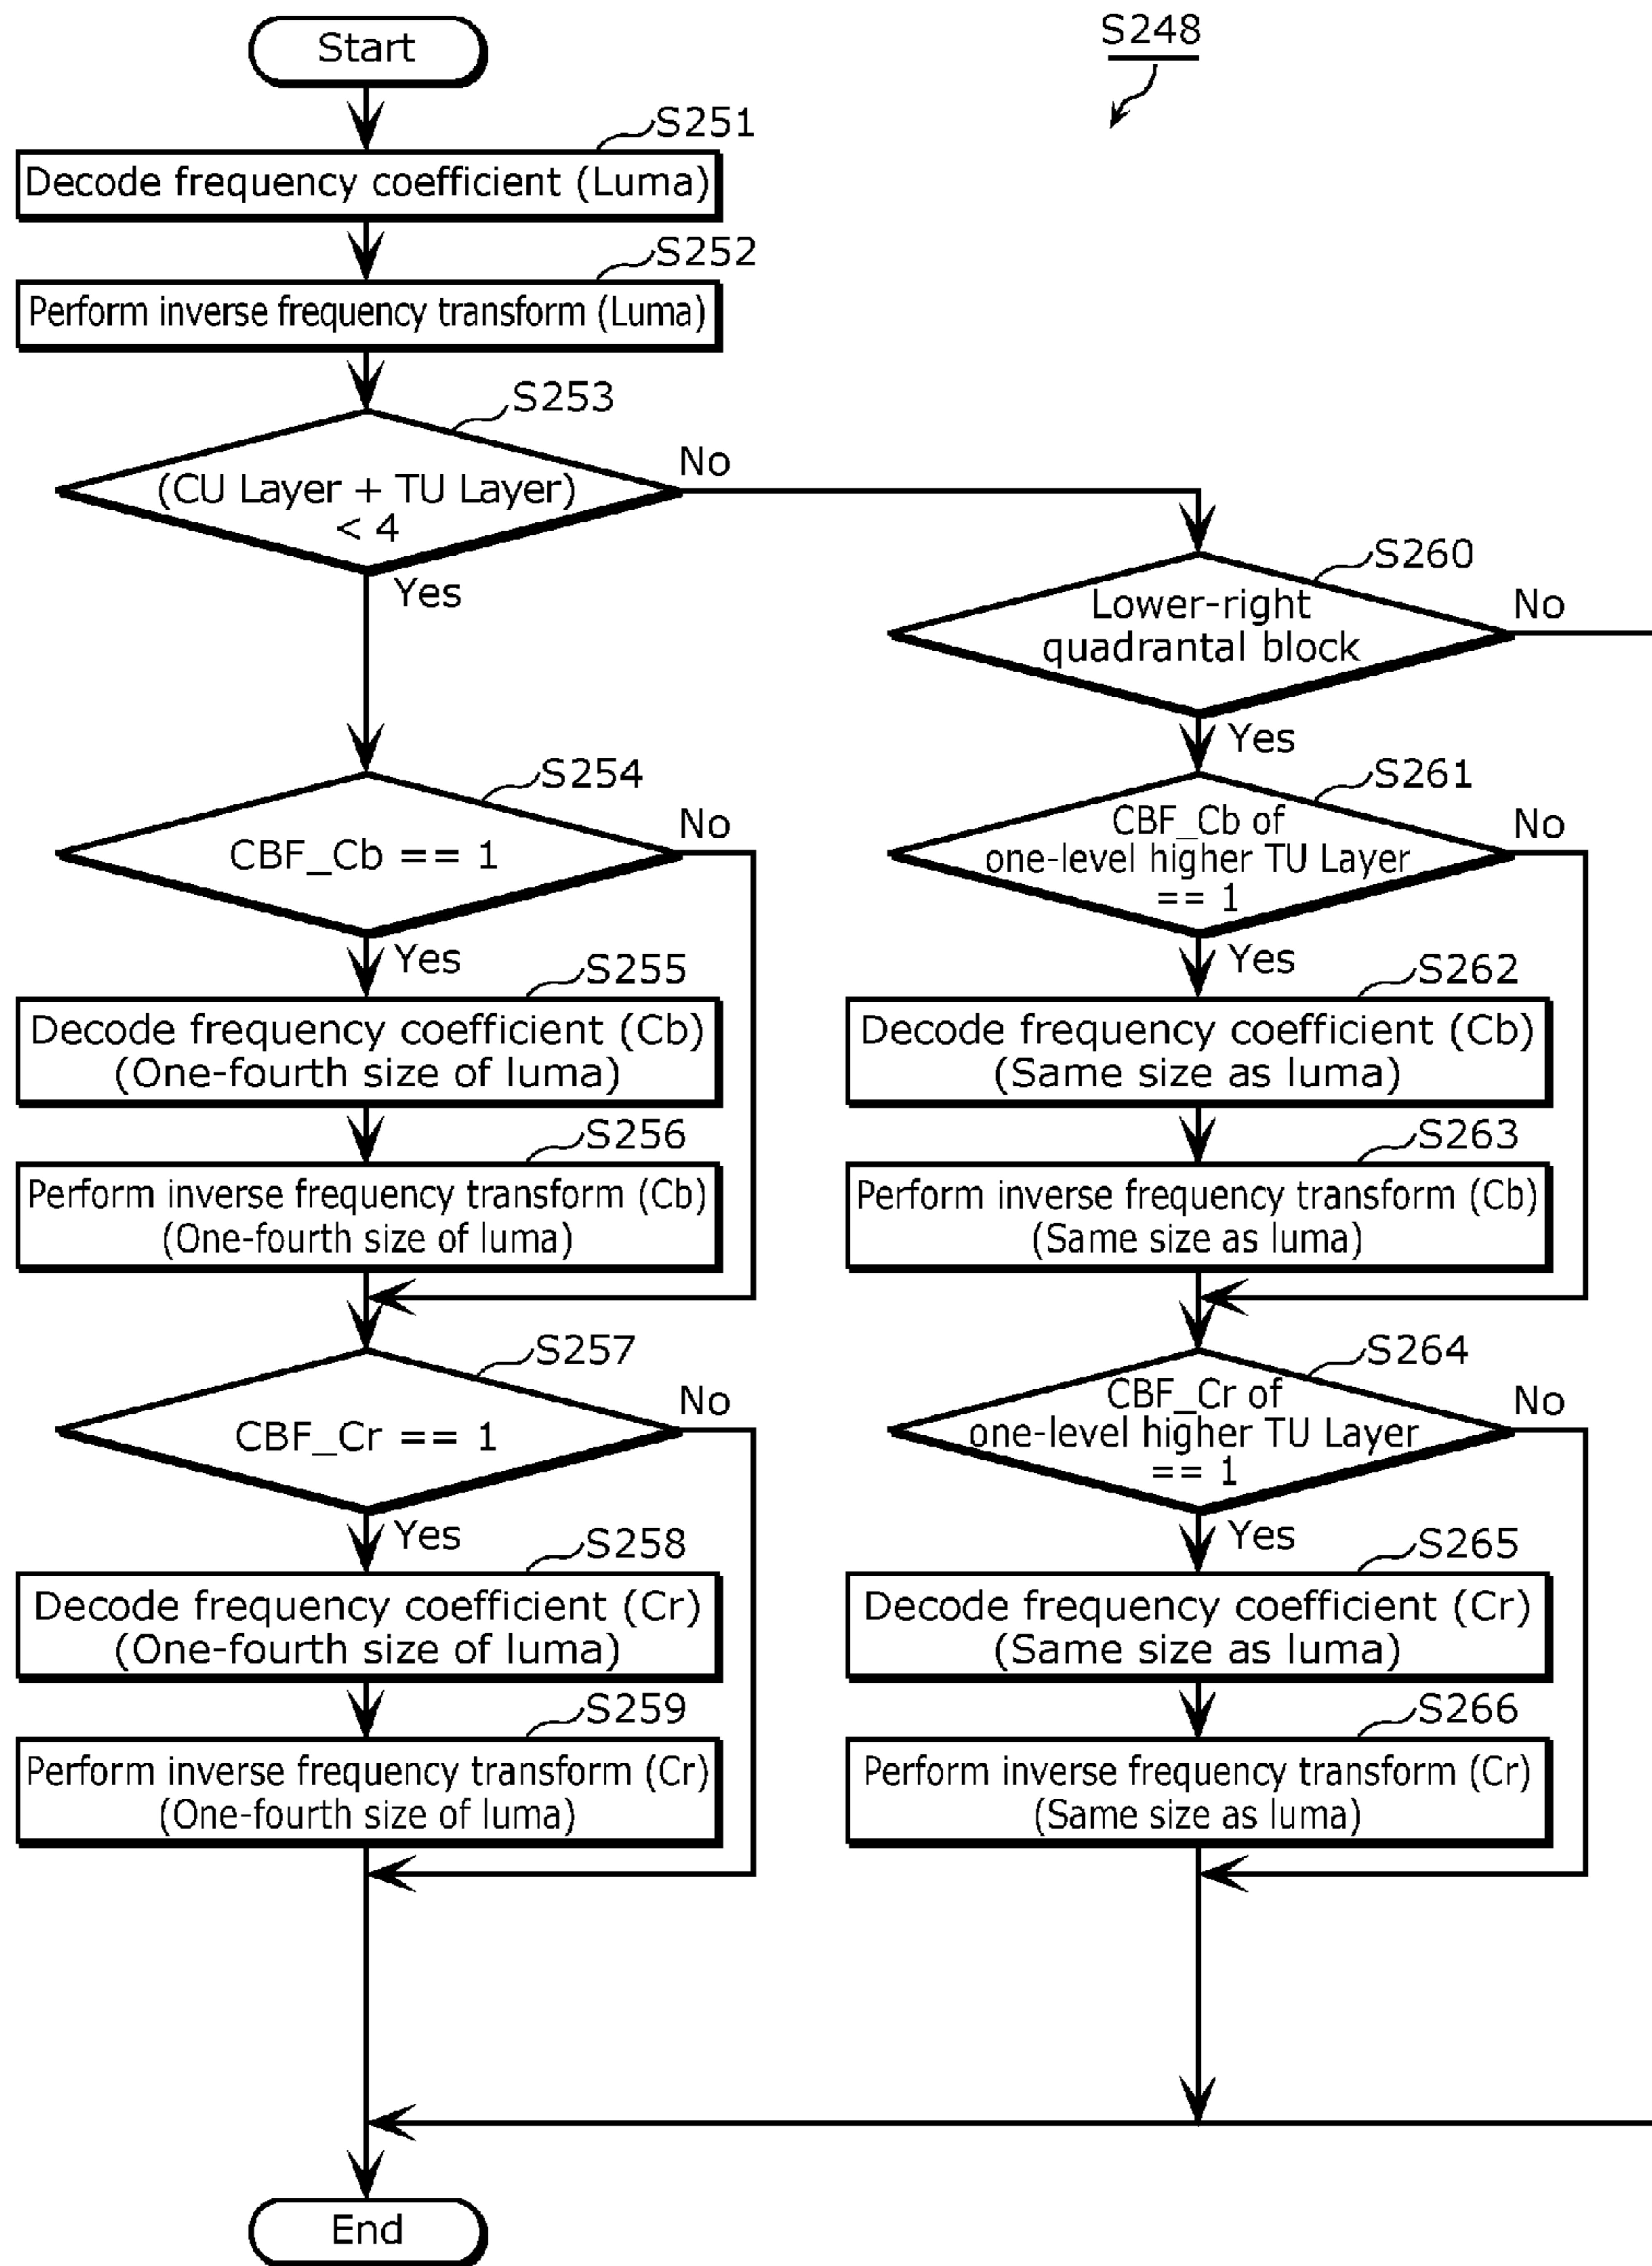 Start
S248
S251
Decode frequency coefficient (Luma)
S252
Perform inverse frequency transform (Luma)
S253
(CU Layer + TU Layer)
< 4
No
Yes
S260
Lower-right
quadrantal block
No
Yes
S254
CBF_Cb == 1
No
Yes
S255
Decode frequency coefficient (Cb)
(One-fourth size of luma)
S256
Perform inverse frequency transform (Cb)
(One-fourth size of luma)
S257
CBF_Cr == 1
No
Yes
S258
Decode frequency coefficient (Cr)
(One-fourth size of luma)
S259
Perform inverse frequency transform (Cr)
(One-fourth size of luma)
S261
CBF_Cb of
one-level higher TU Layer
== 1
No
Yes
S262
Decode frequency coefficient (Cb)
(Same size as luma)
S263
Perform inverse frequency transform (Cb)
(Same size as luma)
S264
CBF_Cr of
one-level higher TU Layer
== 1
No
Yes
S265
Decode frequency coefficient (Cr)
(Same size as luma)
S266
Perform inverse frequency transform (Cr)
(Same size as luma)
End